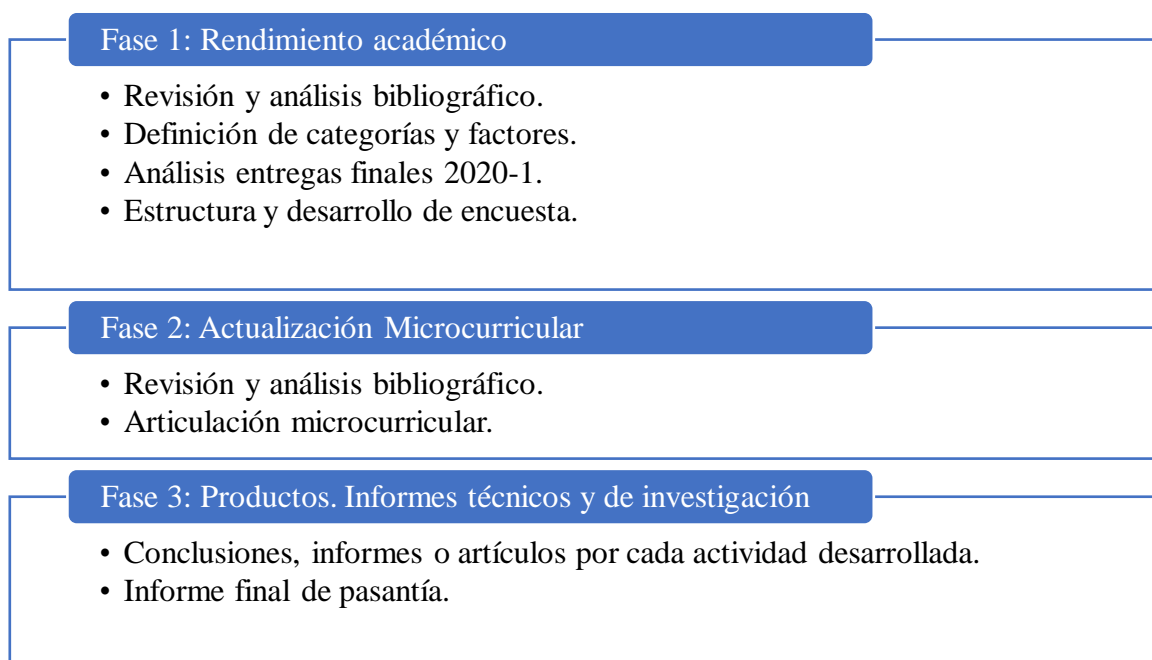 Fase 1: Rendimiento académico
• Revisión y análisis bibliográfico.
• Definición de categorías y factores.
• Análisis entregas finales 2020-1.
• Estructura y desarrollo de encuesta.
Fase 2: Actualización Microcurricular
• Revisión y análisis bibliográfico.
• Articulación microcurricular.
Fase 3: Productos. Informes técnicos y de investigación
• Conclusiones, informes o artículos por cada actividad desarrollada.
• Informe final de pasantía.